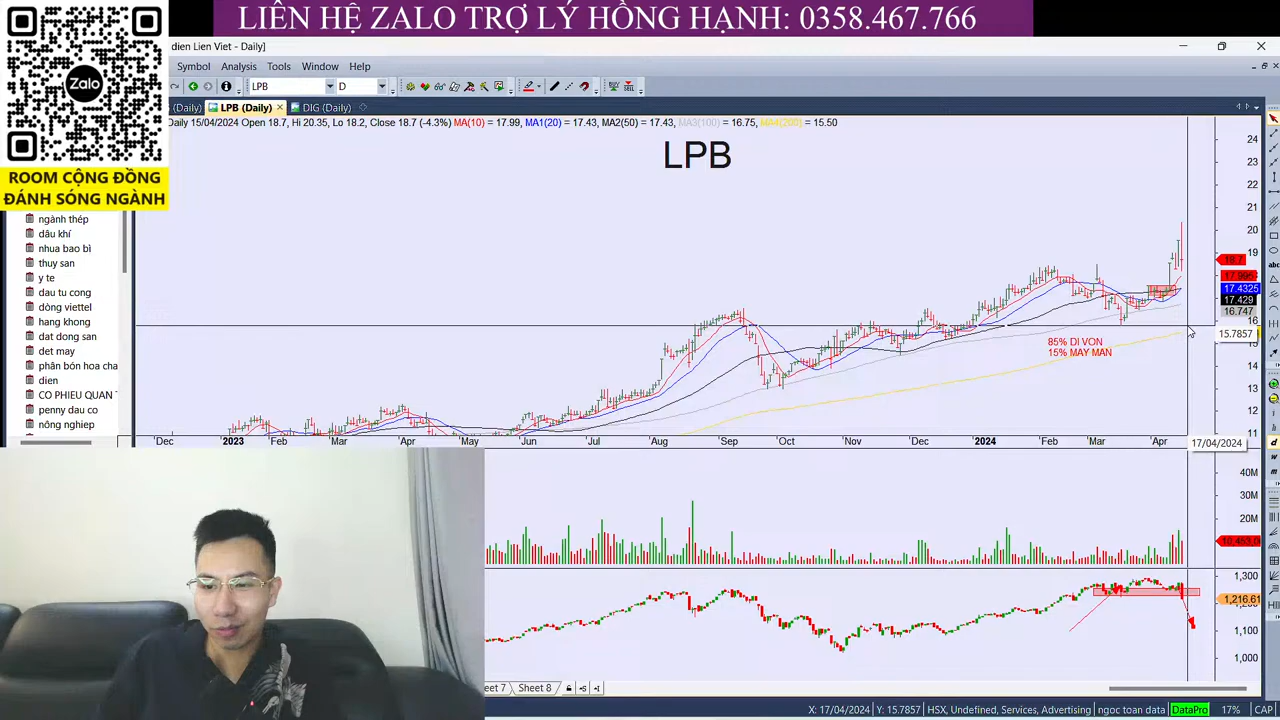 LIÊN HỆ ZALO TRỢ LÝ HỒNG HẠNH 0358.467.766
Zalo
ROOM CỘNG ĐỒNG
ĐÁNH SÓNG NGÀNH
dien Lien Viet - Daily]
Symbol Analysis Tools Window Help
LPB D
(Daily) LPB (Daily) DIG (Daily)
Daily 15/04/2024 Open 18.7, Hi 20.35, Lo 18.2, Close 18.7 (-4.3%) MA(10) = 17.99, MA1(20) = 17.43, MA2(50) = 17.43, MA3(100) = 16.75, MA4(200) = 15.50
LPB
ngành thép
dầu khí
nhua bao bì
thuy san
y te
dau tu cong
dòng viettel
hang khong
dat dong san
det may
phân bón hoa cha
dien
CO PHIEU QUAN T
penny dau co
nông nghiep
24
23
22
21
20
19
18.7
17.995
17.4325
17.429
16.747
16
15.7857
15
14
13
12
11
85% DI VON
15% MAY MAN
Dec 2023 Feb Mar Apr May Jun Jul Aug Sep Oct Nov Dec 2024 Feb Mar Apr
17/04/2024
40M
30M
20M
1,300
1,216.61
1,100
1,000
eet 7 Sheet 8
X: 17/04/2024 Y: 15.7857 HSX, Undefined, Services, Advertising ngoc toan data DataPro 17% CAP